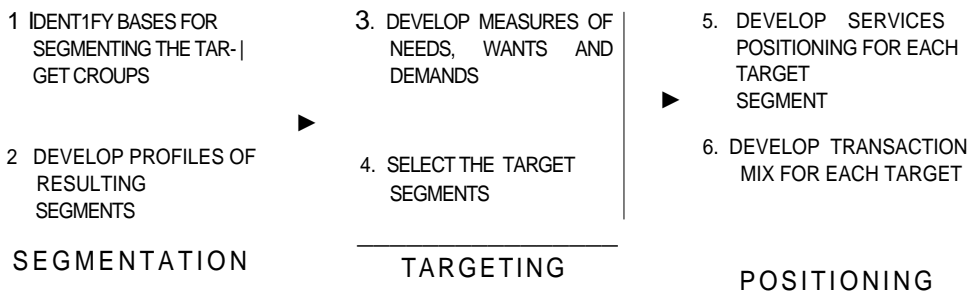 1 IDENT1FY BASES FOR
SEGMENTING THE TAR-|
GET CROUPS
2 DEVELOP PROFILES OF
RESULTING
SEGMENTS
SEGMENTATION
3. DEVELOP MEASURES OF
NEEDS, WANTS AND
DEMANDS
4. SELECT THE TARGET
SEGMENTS
TARGETING
5. DEVELOP SERVICES
POSITIONING FOR EACH
TARGET
SEGMENT
6. DEVELOP TRANSACTION
MIX FOR EACH TARGET
POSITIONING